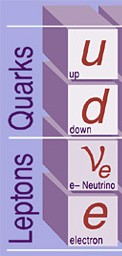 Quarks
u
up
d
down
Leptons
νe
e- Neutrino
e
electron